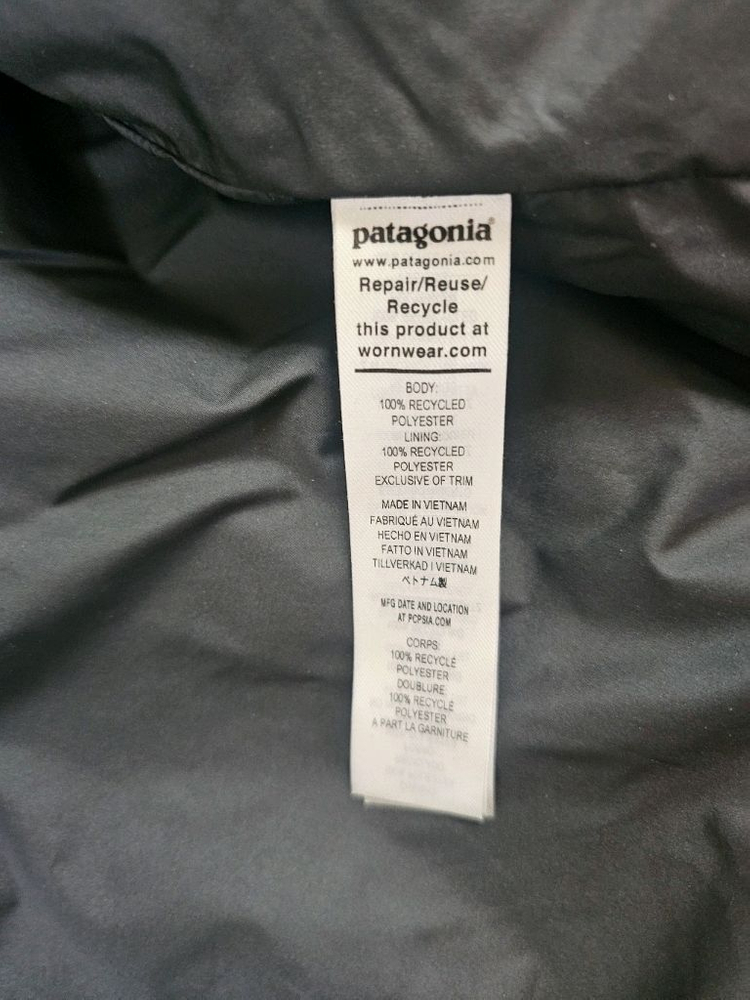 patagonia®
www.patagonia.com
Repair/Reuse/
Recycle
this product at
wornwear.com
BODY:
100% RECYCLED
POLYESTER
LINING:
100% RECYCLED
POLYESTER
EXCLUSIVE OF TRIM
MADE IN VIETNAM
FABRIQUÉ AU VIETNAM
HECHO EN VIETNAM
FATTO IN VIETNAM
TILLVERKAD I VIETNAM
ベトナム製
MFG DATE AND LOCATION
AT PCPSIA.COM
CORPS:
100% RECYCLÉ
POLYESTER
DOUBLURE
100% RECYCLÉ
POLYESTER
A PART LA GARNITURE